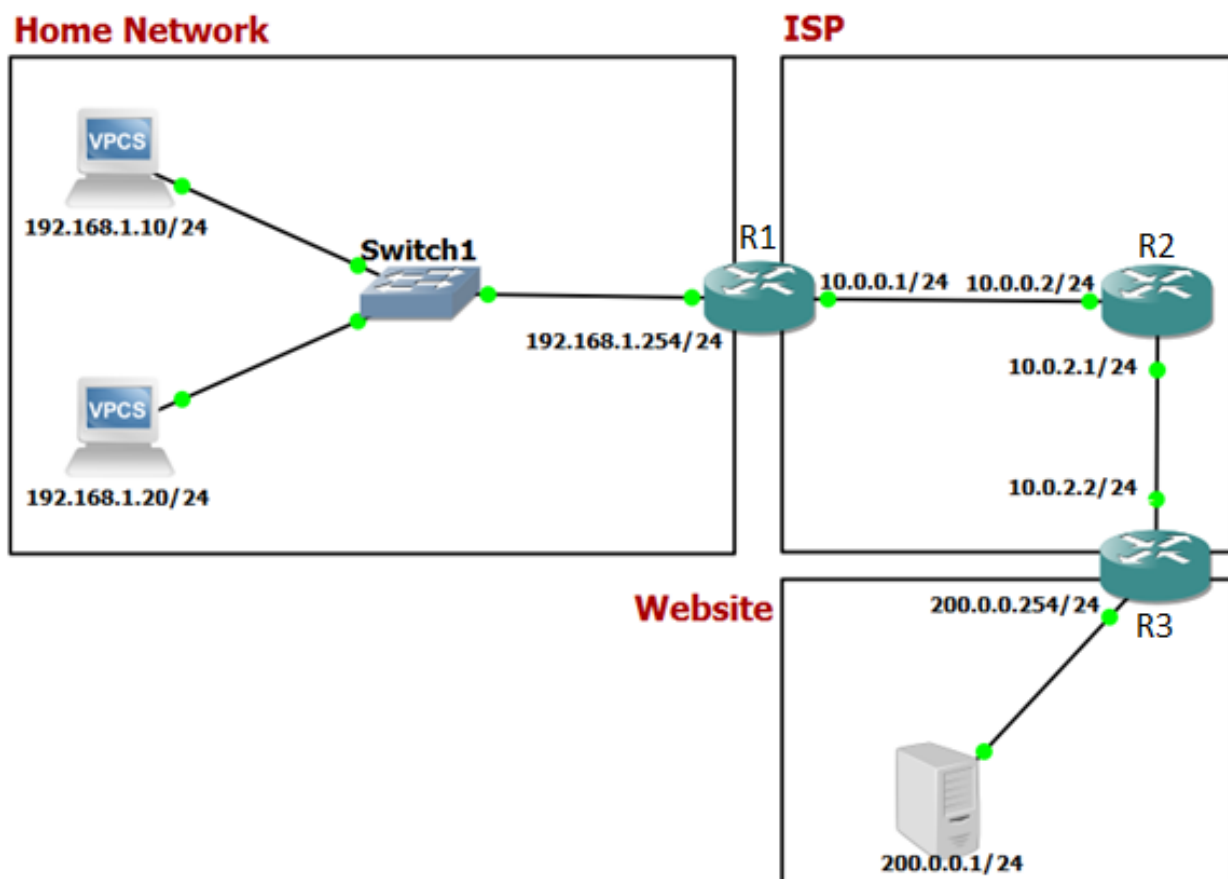 Home Network
ISP
VPCS
192.168.1.10/24
Switch1
R1
R2
10.0.0.1/24
10.0.0.2/24
192.168.1.254/24
10.0.2.1/24
VPCS
192.168.1.20/24
10.0.2.2/24
Website
200.0.0.254/24
R3
200.0.0.1/24